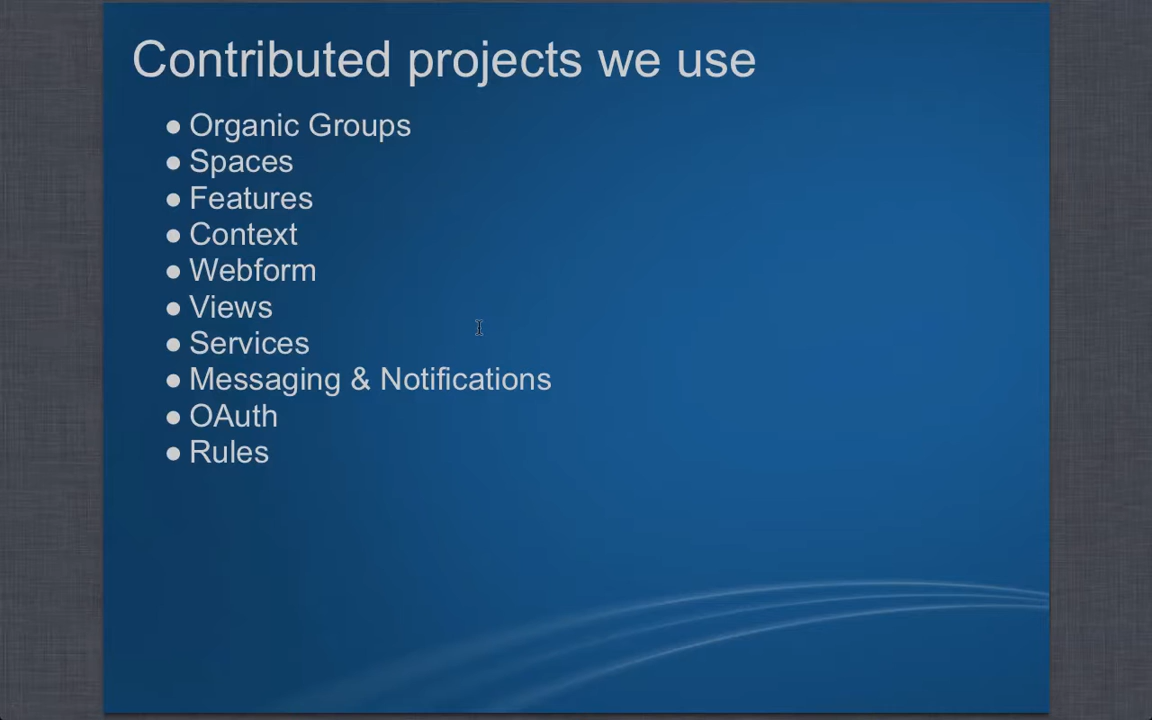 Contributed projects we use
● Organic Groups
● Spaces
● Features
● Context
● Webform
● Views
● Services
● Messaging & Notifications
● OAuth
● Rules